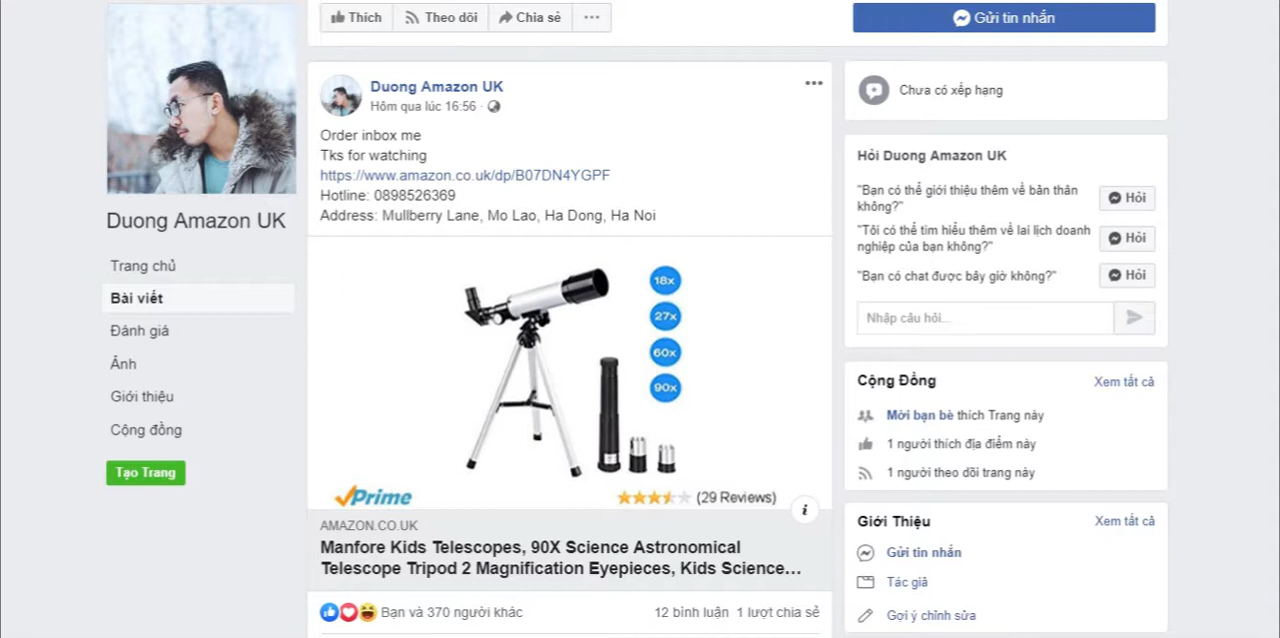 Thích
Theo dõi
Chia sẻ
Gửi tin nhắn
Duong Amazon UK
Trang chủ
Bài viết
Đánh giá
Ảnh
Giới thiệu
Cộng đồng
Tạo Trang
Duong Amazon UK
Hôm qua lúc 16:56 ·
Order inbox me
Tks for watching
https://www.amazon.co.uk/dp/B07DN4YGPF
Hotline: 0898526369
Address: Mullberry Lane, Mo Lao, Ha Dong, Ha Noi
18x
27x
60x
90x
Prime
(29 Reviews)
i
AMAZON.CO.UK
Manfore Kids Telescopes, 90X Science Astronomical
Telescope Tripod 2 Magnification Eyepieces, Kids Science...
Bạn và 370 người khác
12 bình luận 1 lượt chia sẻ
Chưa có xếp hạng
Hỏi Duong Amazon UK
"Bạn có thể giới thiệu thêm về bản thân
không?"
Hỏi
"Tôi có thể tìm hiểu thêm về lai lịch doanh
nghiệp của bạn không?"
Hỏi
"Bạn có chat được bây giờ không?"
Hỏi
Nhập câu hỏi...
Cộng Đồng
Xem tất cả
Mời bạn bè thích Trang này
1 người thích địa điểm này
1 người theo dõi trang này
Giới Thiệu
Xem tất cả
Gửi tin nhắn
Tác giả
Gợi ý chỉnh sửa